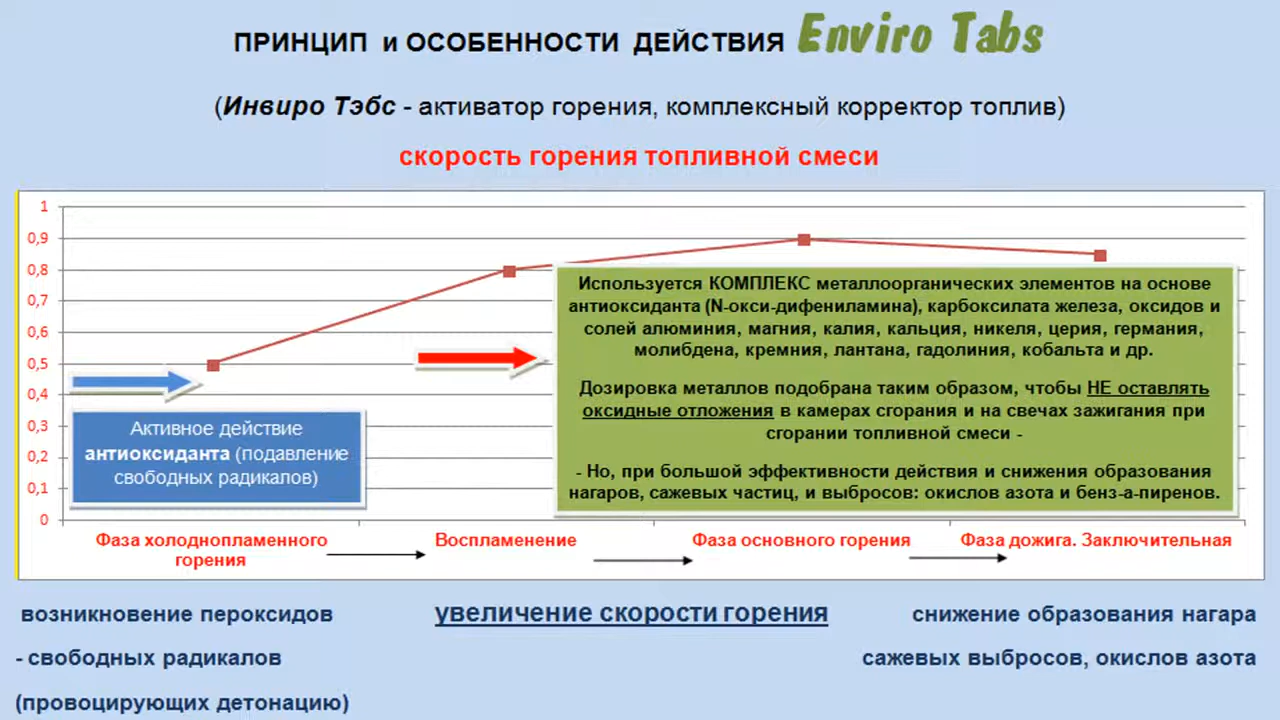 ПРИНЦИП и ОСОБЕННОСТИ ДЕЙСТВИЯ Enviro Tabs
(Инвиро Тэбс - активатор горения, комплексный корректор топлив)
скорость горения топливной смеси
1
0,9
0,8
0,7
0,6
0,5
0,4
0,3
0,2
0,1
0
Активное действие
антиоксиданта (подавление
свободных радикалов)
Используется КОМПЛЕКС металлоорганических элементов на основе
антиоксиданта (N-окси-дифениламина), карбоксилата железа, оксидов и
солей алюминия, магния, калия, кальция, никеля, церия, германия,
молибдена, кремния, лантана, гадолиния, кобальта и др.
Дозировка металлов подобрана таким образом, чтобы НЕ оставлять
оксидные отложения в камерах сгорания и на свечах зажигания при
сгорании топливной смеси -
- Но, при большой эффективности действия и снижения образования
нагаров, сажевых частиц, и выбросов: окислов азота и бенз-а-пиренов.
Фаза холоднопламенного
горения
Воспламенение
Фаза основного горения
Фаза дожига. Заключительная
возникновение пероксидов
- свободных радикалов
(провоцирующих детонацию)
увеличение скорости горения
снижение образования нагара
сажевых выбросов, окислов азота